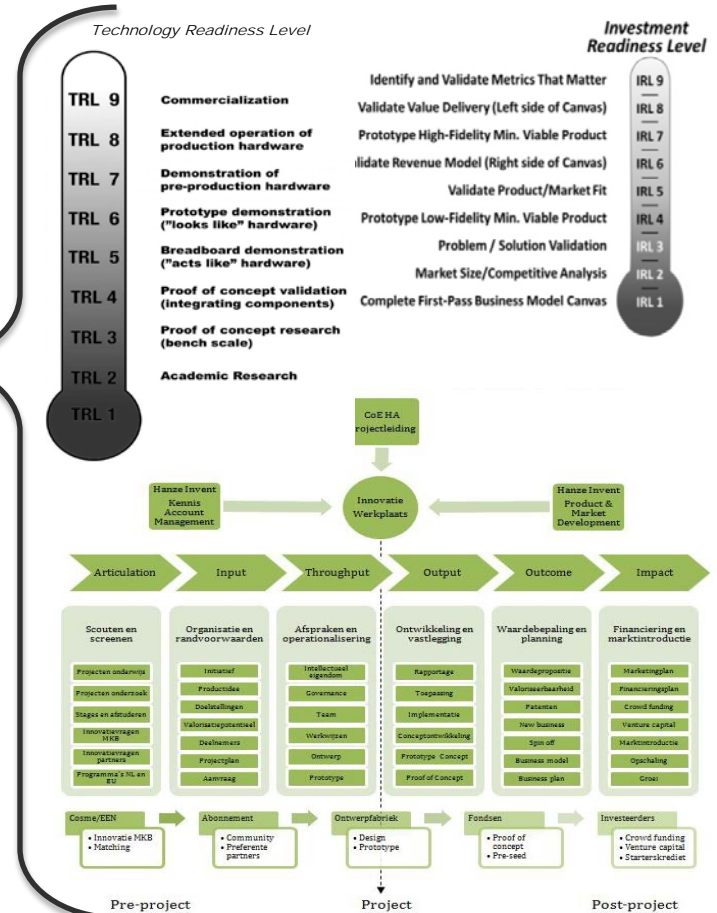 Technology Readiness Level
TRL 9
Commercialization
TRL 8
Extended operation of
production hardware
TRL 7
Demonstration of
pre-production hardware
TRL 6
Prototype demonstration
("looks like" hardware)
TRL 5
Breadboard demonstration
("acts like" hardware)
TRL 4
Proof of concept validation
(integrating components)
TRL 3
Proof of concept research
(bench scale)
TRL 2
Academic Research
TRL 1
Investment
Readiness Level
Identify and Validate Metrics That Matter
IRL 9
Validate Value Delivery (Left side of Canvas)
IRL 8
Prototype High-Fidelity Min. Viable Product
IRL 7
lidate Revenue Model (Right side of Canvas)
IRL 6
Validate Product/Market Fit
IRL 5
Prototype Low-Fidelity Min. Viable Product
IRL 4
Problem / Solution Validation
IRL 3
Market Size/Competitive Analysis
IRL 2
Complete First-Pass Business Model Canvas
IRL 1
CoE HA
rojectleiding
Hanze Invent
Kennis
Account
Management
Innovatie
Werkplaats
Hanze Invent
Product &
Market
Development
Articulation
Input
Throughput
Output
Outcome
Impact
Scouten en
screenen
Projecten onderwijs
Projecten onderzoek
Stages en afstuderen
Innovatievragen
MKB
Innovatievragen
partners
Programma's NL en
EU
Organisatie en
randvoorwaarden
Initiatief
Productidee
Doelstellingen
Valorisatiepotentieel
Deelnemers
Projectplan
Aanvraag
Afspraken en
operationalisering
Intellectueel
eigendom
Governance
Team
Werkwijzen
Ontwerp
Prototype
Ontwikkeling en
vastlegging
Rapportage
Toepassing
Implementatie
Conceptontwikkeling
Prototype Concept
Proof of Concept
Waardebepaling en
planning
Waardepropositie
Valoriseerbaarheid
Patenten
New business
Spin off
Business model
Business plan
Financiering en
marktintroductie
Marketingplan
Financieringsplan
Crowd funding
Venture capital
Marktintroductie
Opschaling
Groei
Cosme/EEN
• Innovatie MKB
• Matching
Abonnement
• Community
• Preferente
partners
Ontwerpfabriek
• Design
• Prototype
Fondsen
• Proof of
concept
• Pre-seed
Investeerders
• Crowd funding
• Venture capital
• Starterskrediet
Pre-project
Project
Post-project